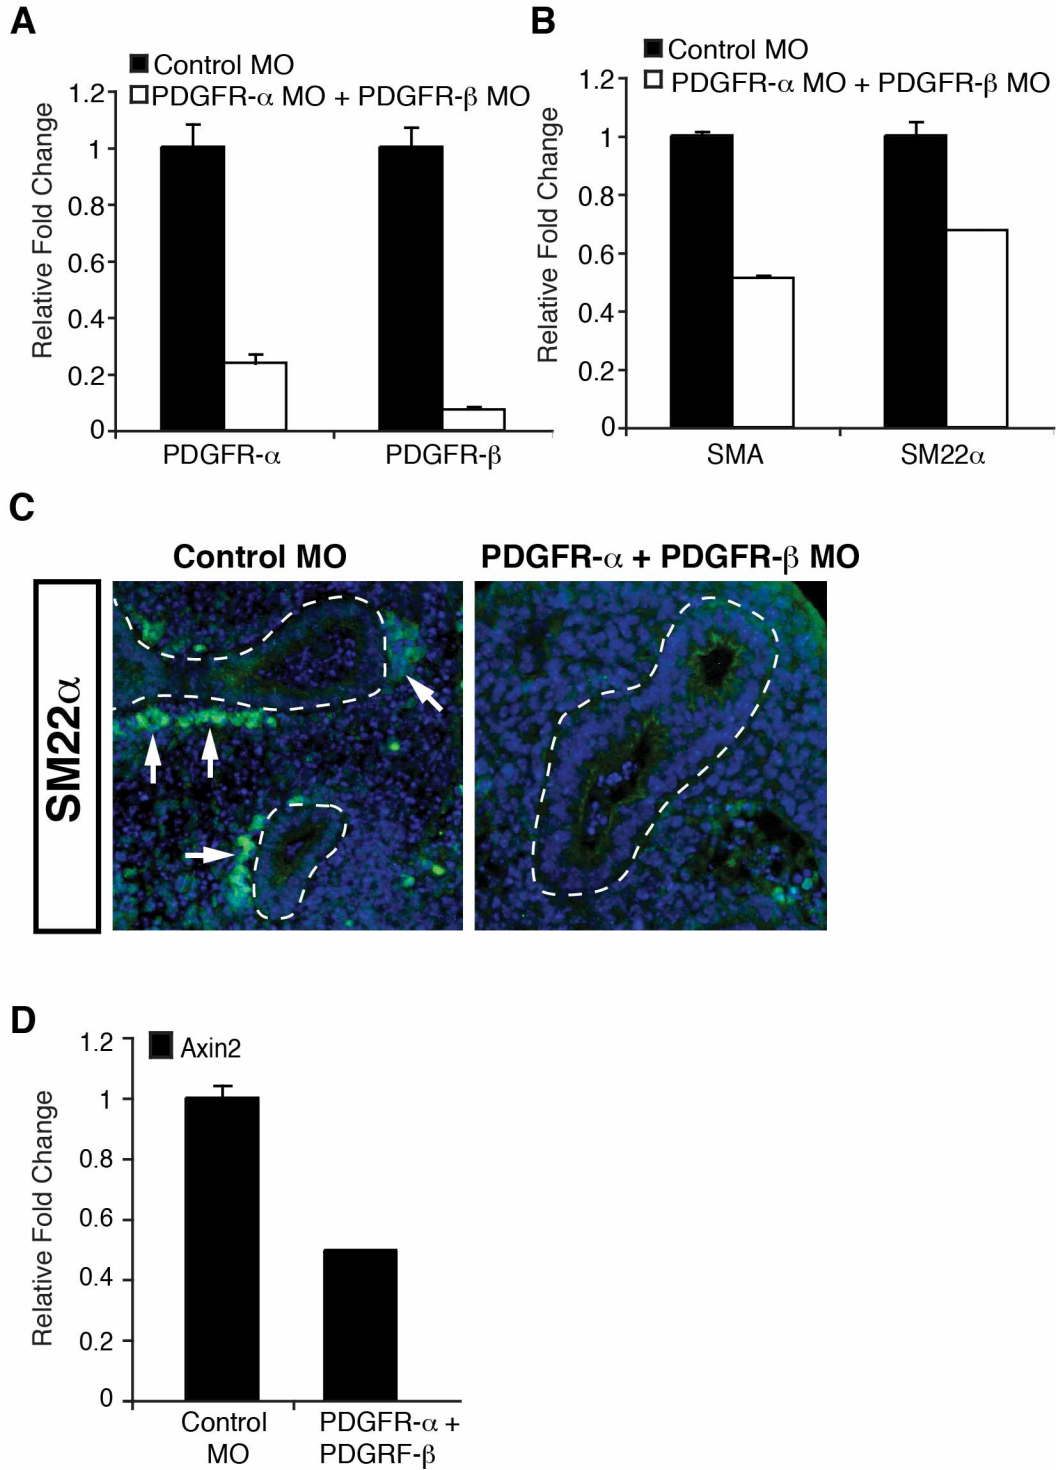 A
Control MO
PDGFR-α MO + PDGFR-β MO
Relative Fold Change
1.2
1
0.8
0.6
0.4
0.2
0
PDGFR-α
PDGFR-β
B
Control MO
PDGFR-α MO + PDGFR-β MO
Relative Fold Change
1.2
1
0.8
0.6
0.4
0.2
0
SMA
SM22α
C
Control MO
PDGFR-α + PDGFR-β MO
SM22α
D
Axin2
Relative Fold Change
1.2
1
0.8
0.6
0.4
0.2
0
Control
MO
PDGFR-α +
PDGRF-β